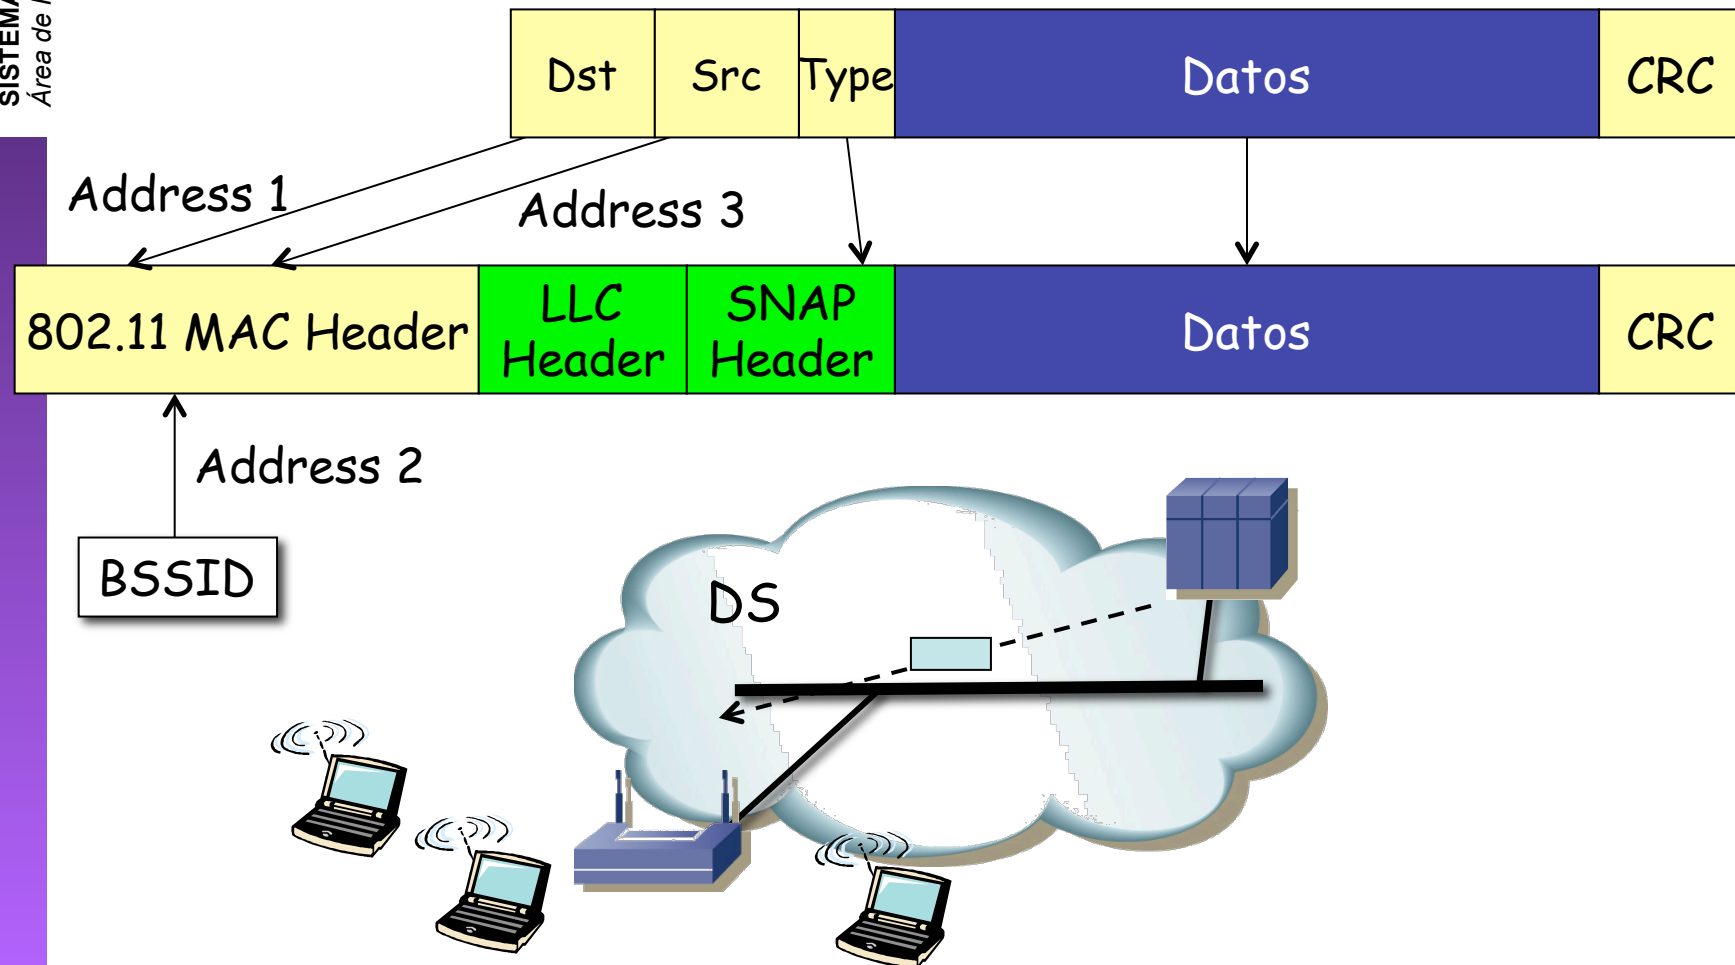 SISTEMA
Área de
Dst Src Type Datos CRC
Address 1
Address 3
802.11 MAC Header
LLC
Header
SNAP
Header
Datos
CRC
Address 2
BSSID
DS